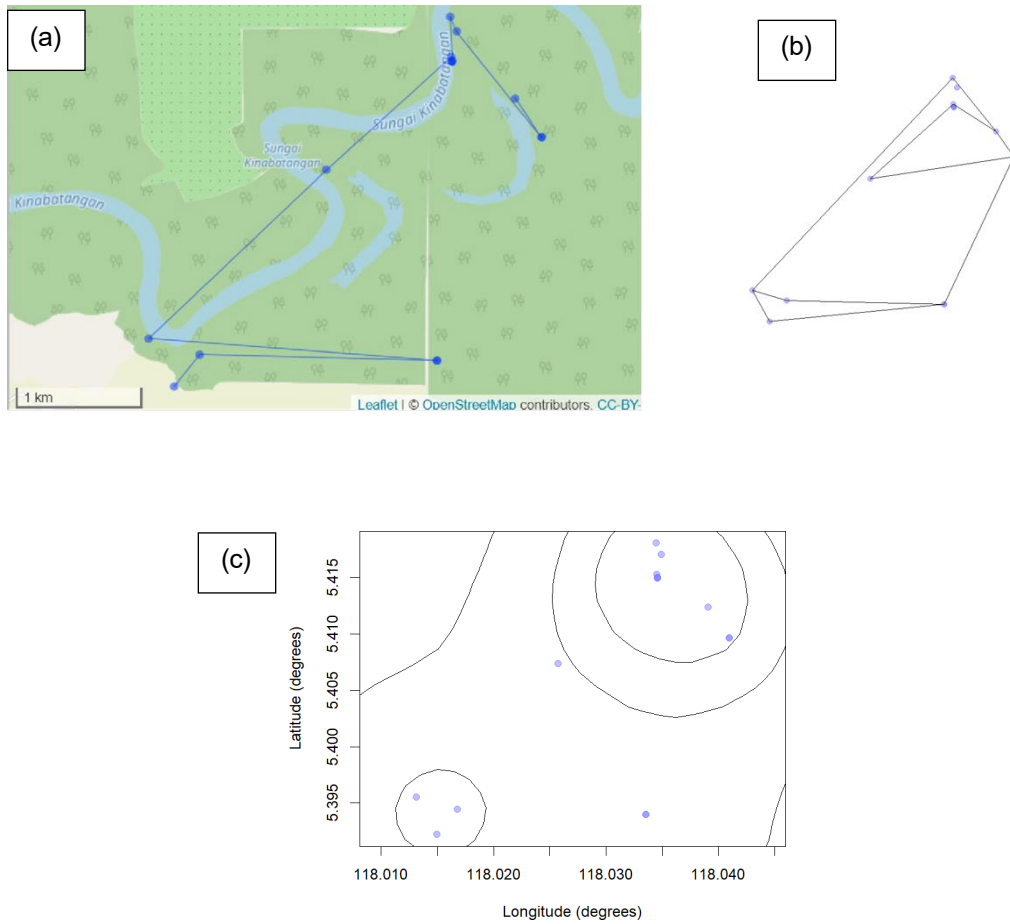 (a)
Sungai Kinabatangan
Sungai
Kinabatangan
Kinabatangan
1 km
Leaflet | © OpenStreetMap contributors, CC-BY-
(b)
(c)
5.415
5.410
5.405
5.400
5.395
Latitude (degrees)
118.010 118.020 118.030 118.040
Longitude (degrees)